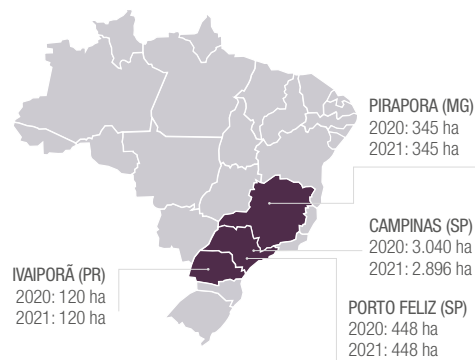 PIRAPORA (MG)
2020: 345 ha
2021: 345 ha
CAMPINAS (SP)
2020: 3.040 ha
2021: 2.896 ha
IVAIPORÃ (PR)
2020: 120 ha
2021: 120 ha
PORTO FELIZ (SP)
2020: 448 ha
2021: 448 ha